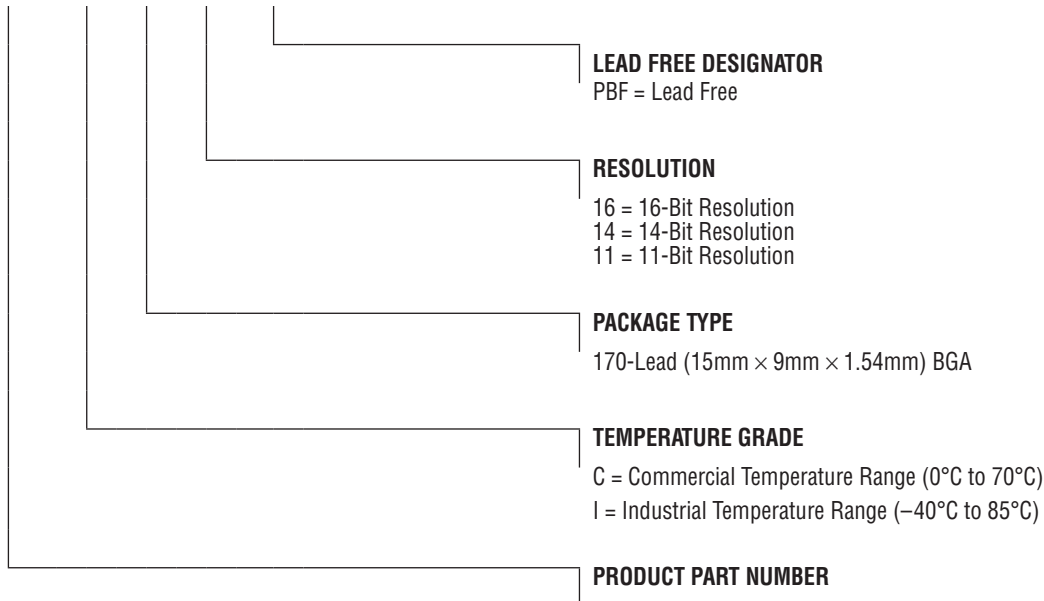 LEAD FREE DESIGNATOR
PBF = Lead Free
RESOLUTION
16 = 16-Bit Resolution
14 = 14-Bit Resolution
11 = 11-Bit Resolution
PACKAGE TYPE
170-Lead (15mm × 9mm × 1.54mm) BGA
TEMPERATURE GRADE
C = Commercial Temperature Range (0°C to 70°C)
I = Industrial Temperature Range (–40°C to 85°C)
PRODUCT PART NUMBER